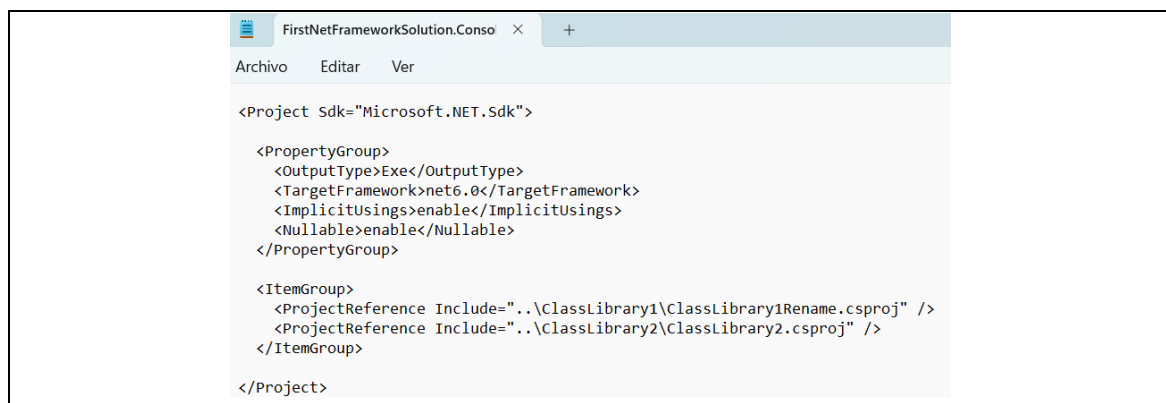 FirstNetFrameworkSolution.Consol
Archivo Editar Ver
<Project Sdk="Microsoft.NET.Sdk">
<PropertyGroup>
<OutputType>Exe</OutputType>
<TargetFramework>net6.0</TargetFramework>
<ImplicitUsings>enable</ImplicitUsings>
<Nullable>enable</Nullable>
</PropertyGroup>
<ItemGroup>
<ProjectReference Include="..\ClassLibrary1\ClassLibrary1Rename.csproj" />
<ProjectReference Include="..\ClassLibrary2\ClassLibrary2.csproj" />
</ItemGroup>
</Project>